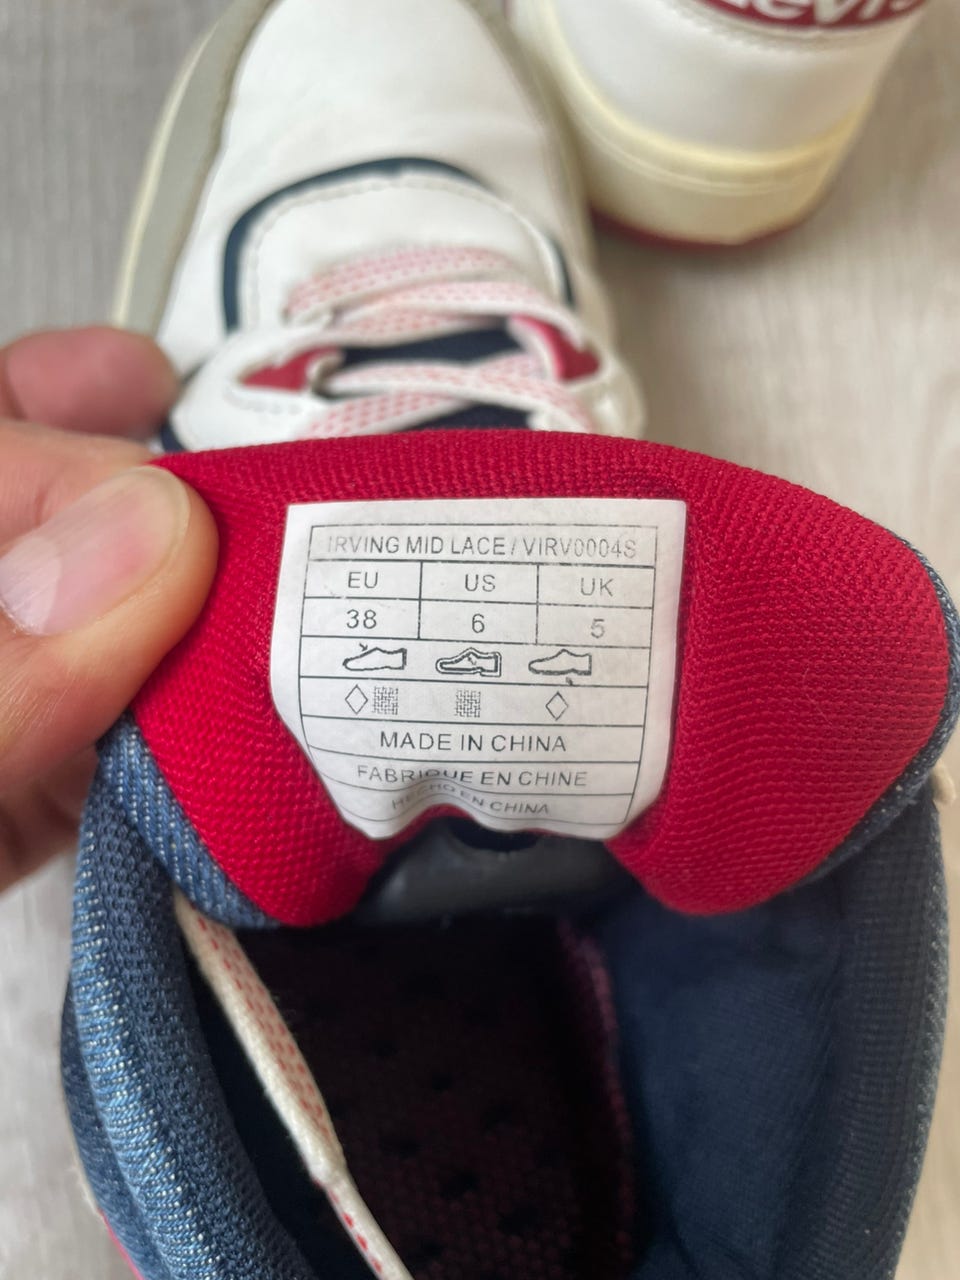 Levi's
IRVING MID LACE / VIRV0004S
EU US UK
38 6 5
MADE IN CHINA
FABRIQUE EN CHINE
HECHO EN CHINA